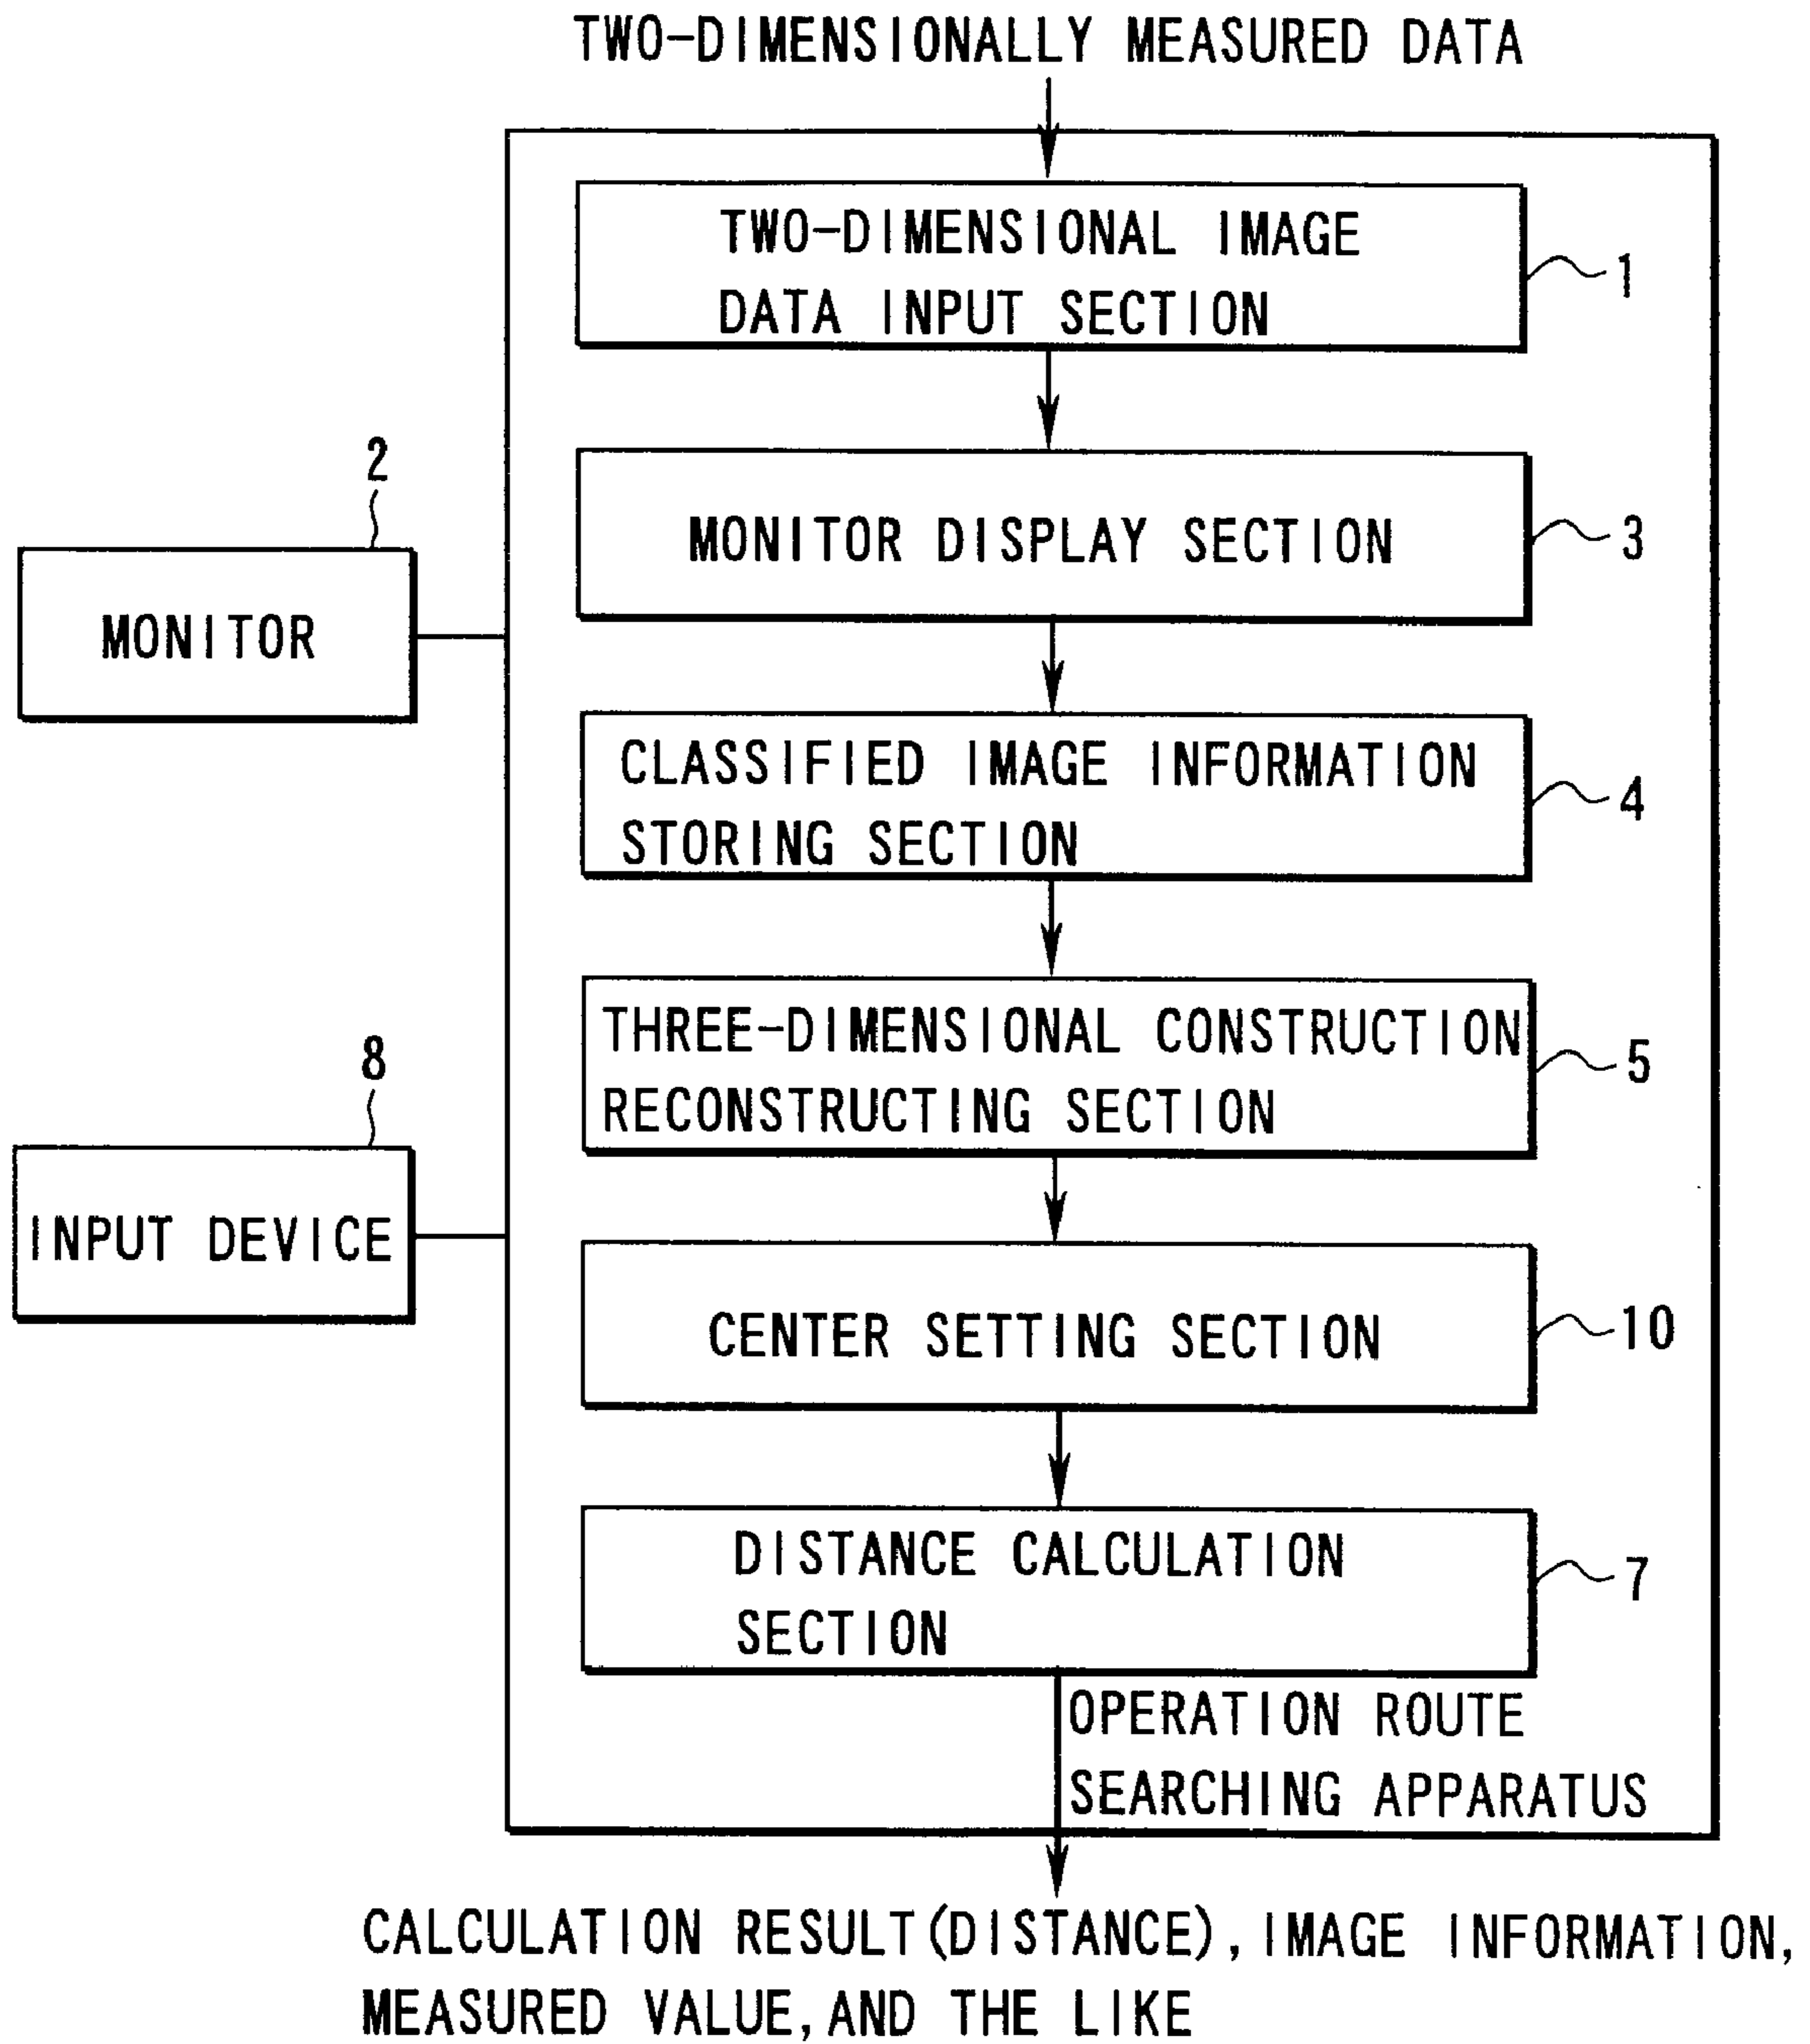 TWO-DIMENSIONALLY MEASURED DATA
TWO-DIMENSIONAL IMAGE
DATA INPUT SECTION
1
MONITOR DISPLAY SECTION
3
2
MONITOR
CLASSIFIED IMAGE INFORMATION
STORING SECTION
4
THREE-DIMENSIONAL CONSTRUCTION
RECONSTRUCTING SECTION
5
8
INPUT DEVICE
CENTER SETTING SECTION
10
DISTANCE CALCULATION
SECTION
7
OPERATION ROUTE
SEARCHING APPARATUS
CALCULATION RESULT(DISTANCE), IMAGE INFORMATION,
MEASURED VALUE, AND THE LIKE